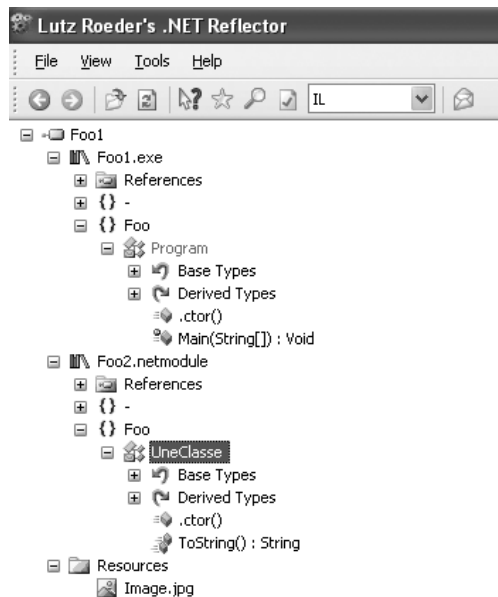 Lutz Roeder's .NET Reflector
File View Tools Help
IL
Foo1
Foo1.exe
References
{} -
{} Foo
Program
Base Types
Derived Types
.ctor()
Main(String[]) : Void
Foo2.netmodule
References
{} -
{} Foo
UneClasse
Base Types
Derived Types
.ctor()
ToString() : String
Resources
Image.jpg